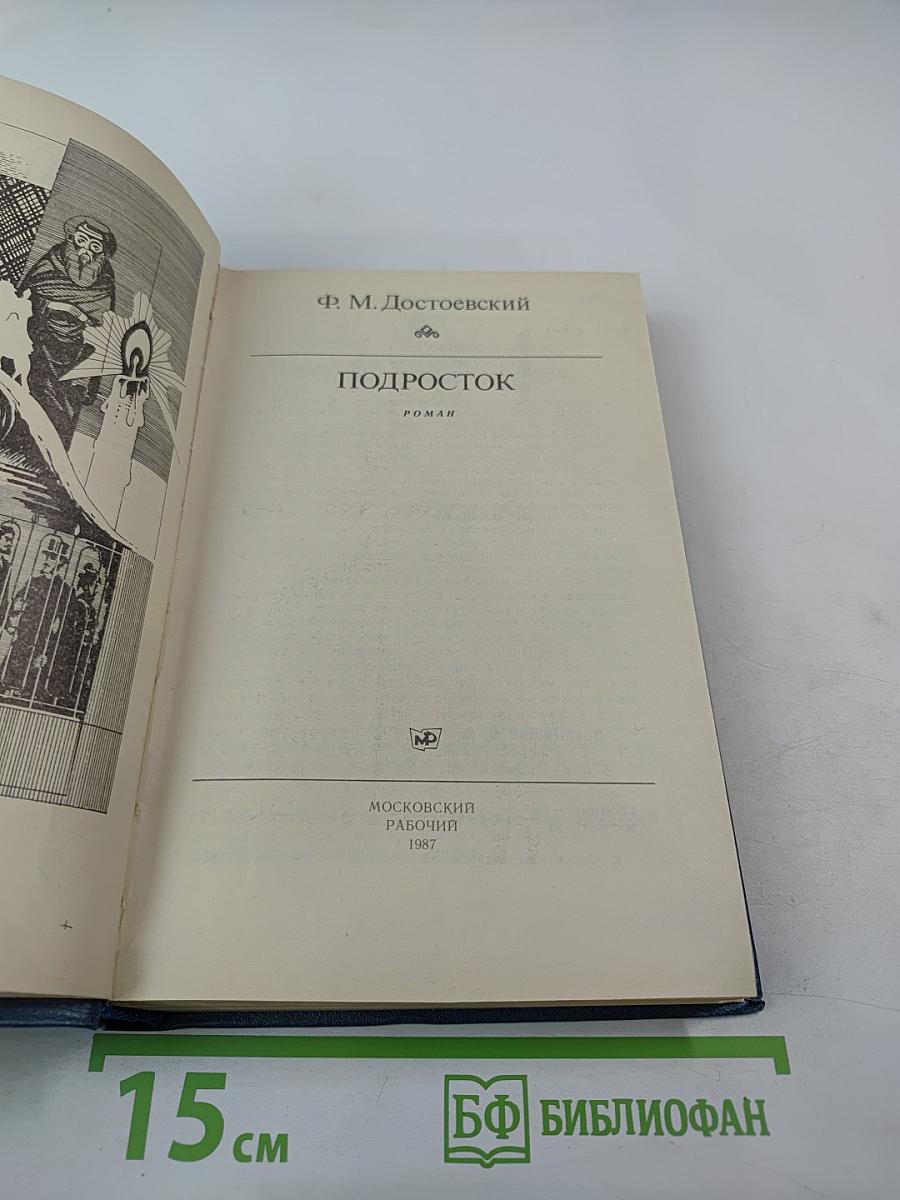 Ф. М. Достоевский
ПОДРОСТОК
РОМАН
МР
МОСКОВСКИЙ
РАБОЧИЙ
1987
15 см
БФ БИБЛИОФАН